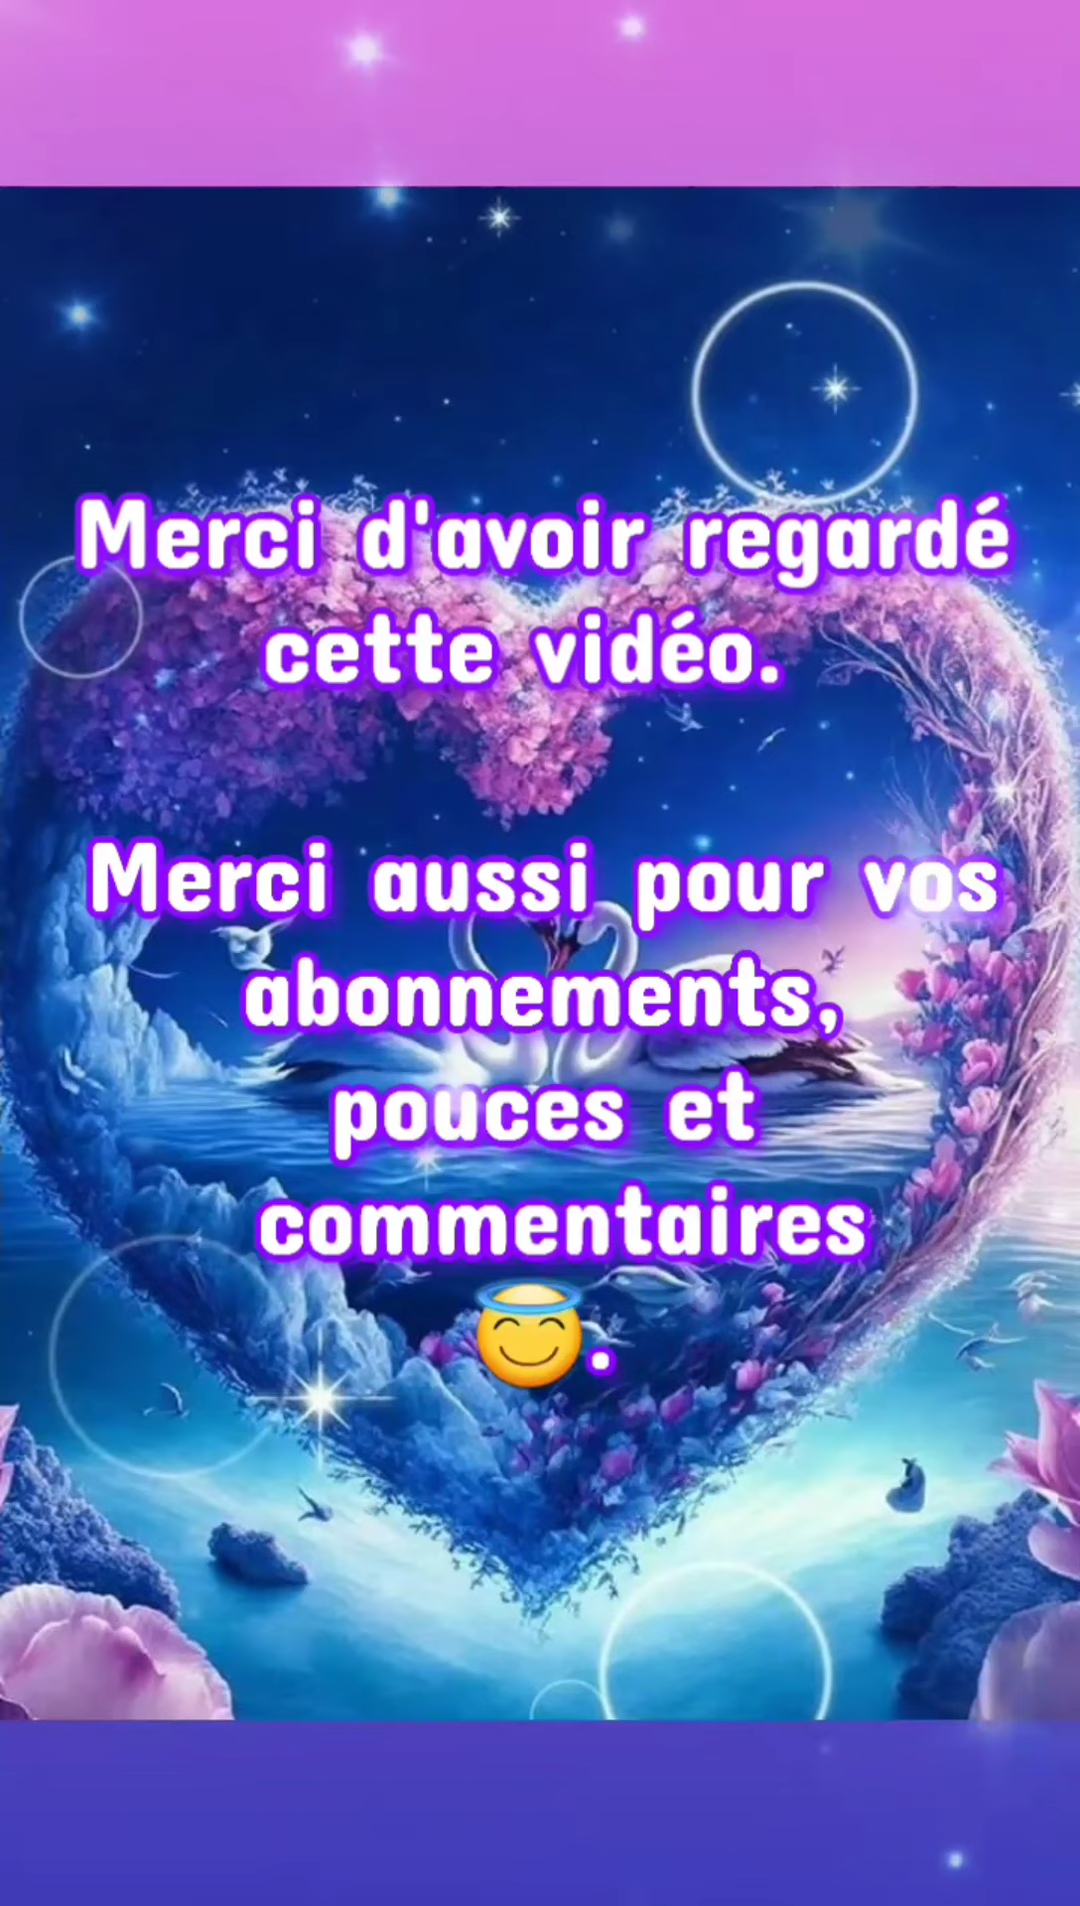 Merci d'avoir regardé
cette vidéo.
Merci aussi pour vos
abonnements,
pouces et
commentaires
😇.